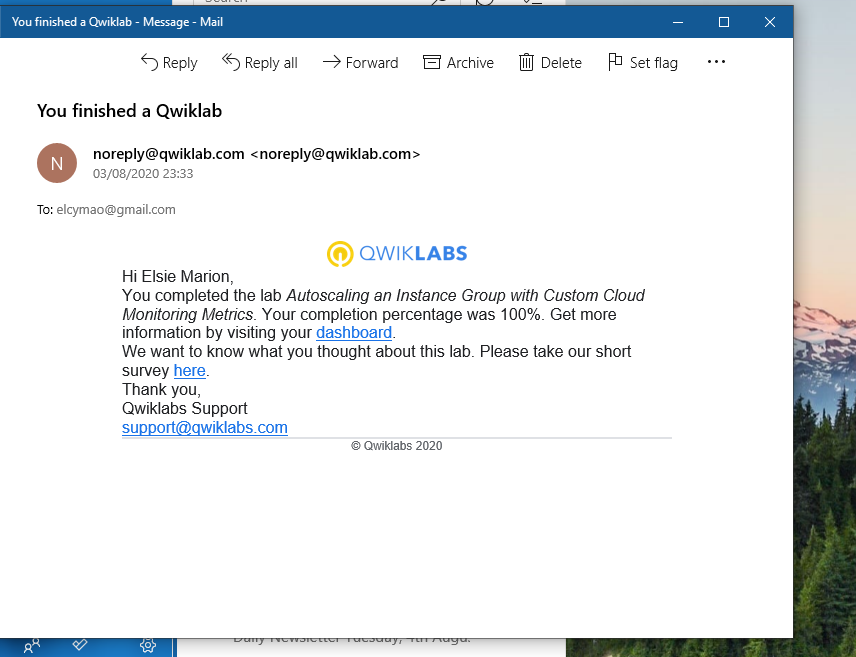 Search
You finished a Qwiklab - Message - Mail
Reply Reply all Forward Archive Delete Set flag
You finished a Qwiklab
N
noreply@qwiklab.com <noreply@qwiklab.com>
03/08/2020 23:33
To: elcymao@gmail.com
QWIKLABS
Hi Elsie Marion,
You completed the lab Autoscaling an Instance Group with Custom Cloud
Monitoring Metrics. Your completion percentage was 100%. Get more
information by visiting your dashboard.
We want to know what you thought about this lab. Please take our short
survey here.
Thank you,
Qwiklabs Support
support@qwiklabs.com
© Qwiklabs 2020
Daily Newsletter Tuesday, 4th Augu.